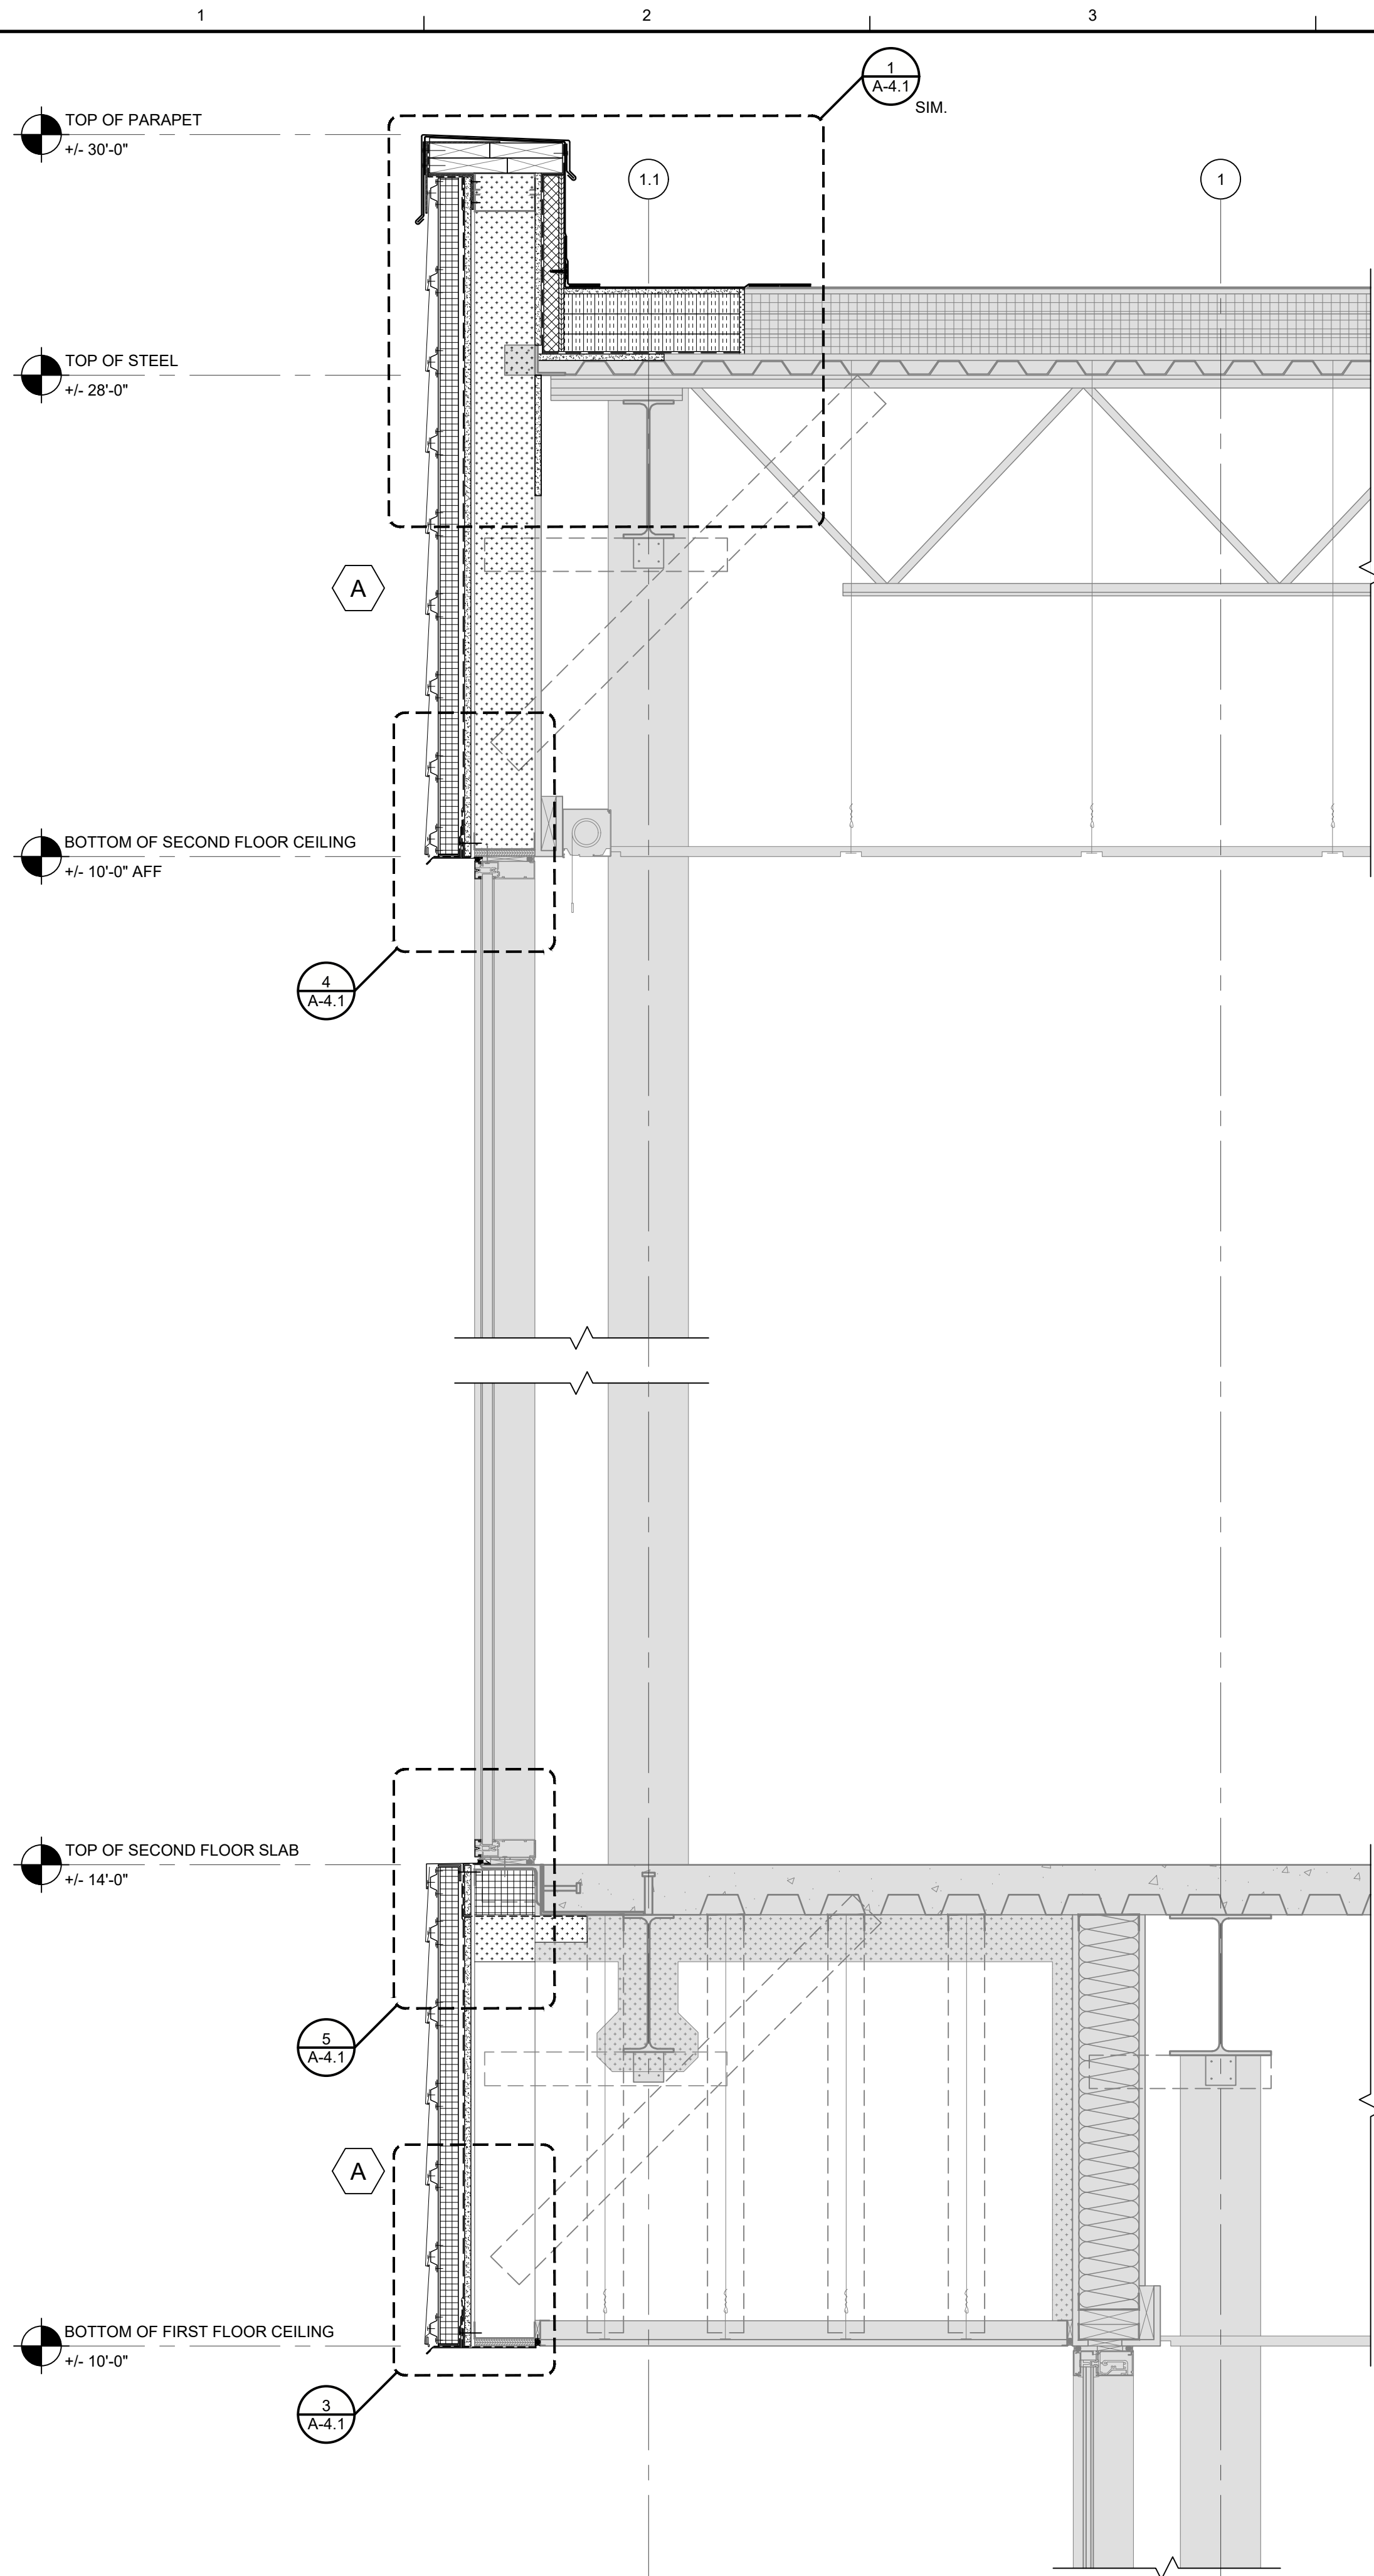 1
2
3
1
A-4.1
SIM.
TOP OF PARAPET
+/- 30'-0"
1.1
1
TOP OF STEEL
+/- 28'-0"
A
BOTTOM OF SECOND FLOOR CEILING
+/- 10'-0" AFF
4
A-4.1
TOP OF SECOND FLOOR SLAB
+/- 14'-0"
5
A-4.1
A
BOTTOM OF FIRST FLOOR CEILING
+/- 10'-0"
3
A-4.1